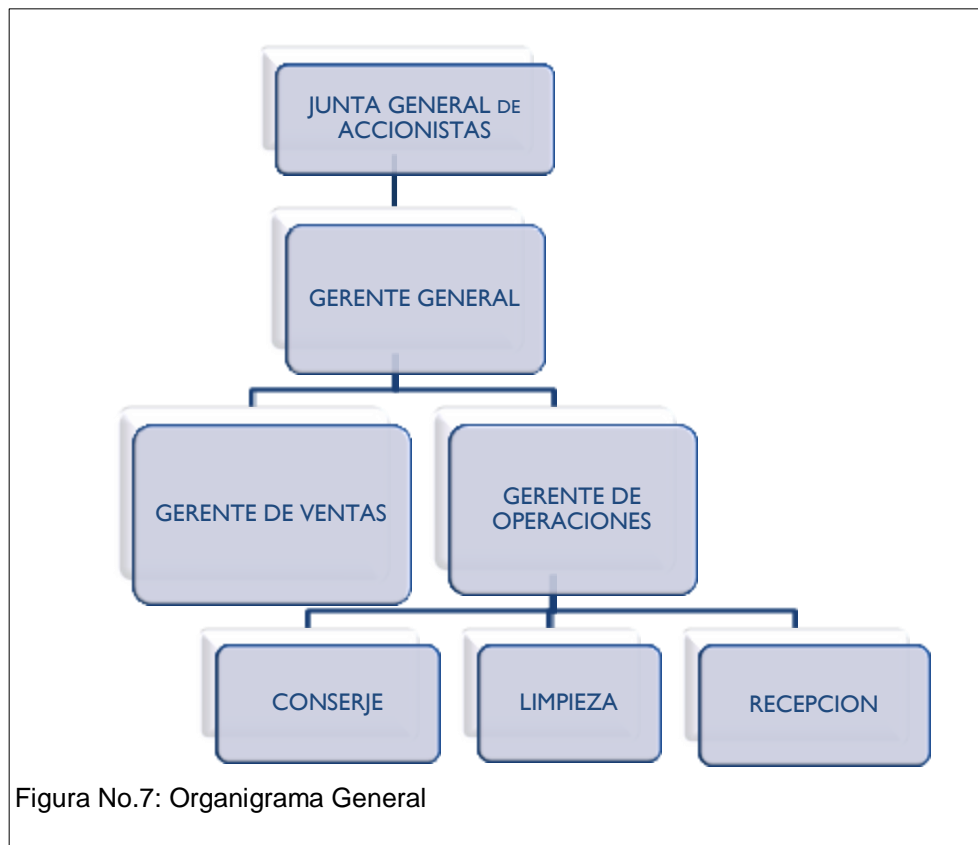 JUNTA GENERAL DE
ACCIONISTAS
GERENTE GENERAL
GERENTE DE VENTAS
GERENTE DE
OPERACIONES
CONSERJE
LIMPIEZA
RECEPCION
Figura No.7: Organigrama General